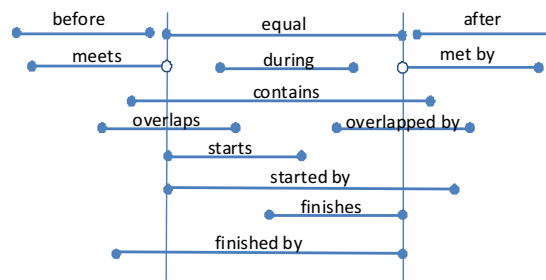 before equal after
meets during met by
contains
overlaps overlapped by
starts
started by
finishes
finished by